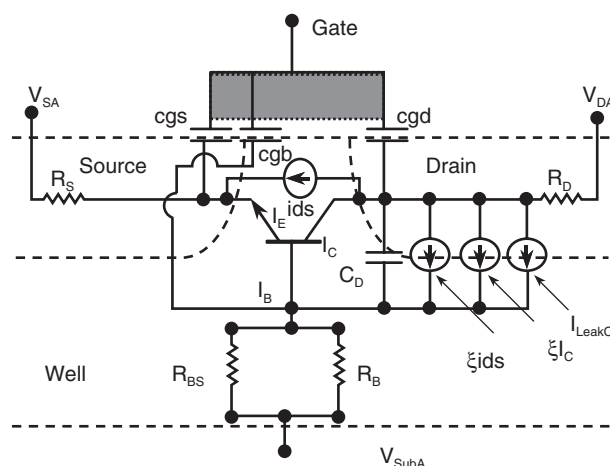 Gate
V_SA
V_DA
cgs
cgd
cgb
Source
Drain
R_S
R_D
ids
I_E
I_C
C_D
I_B
I_LeakC
ξI_C
ξids
Well
R_BS
R_B
V_SubA